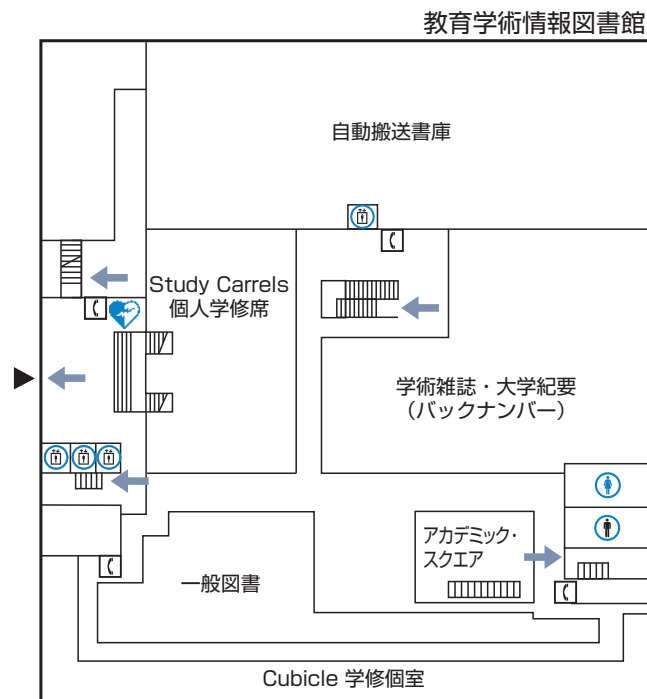 教育学術情報図書館
自動搬送書庫
Study Carrels
個人学修席
学術雑誌・大学紀要
（バックナンバー）
アカデミック・
スクエア
一般図書
Cubicle 学修個室